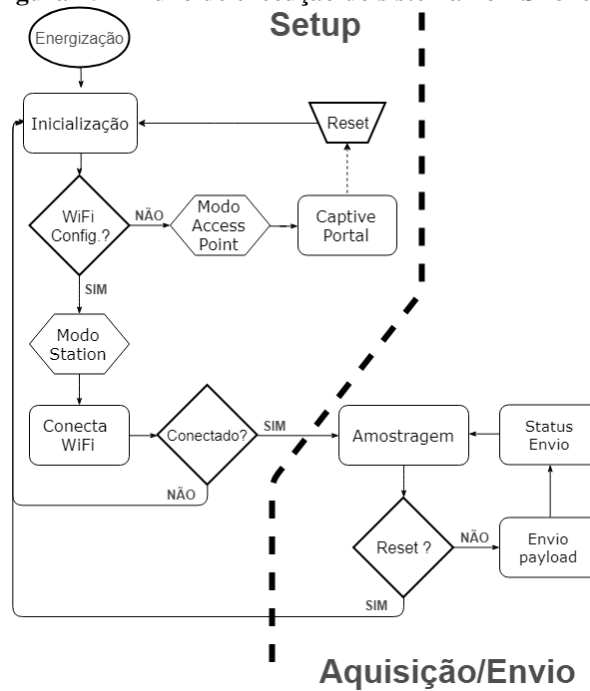 Setup
Energização
Inicialização
Reset
WiFi
Config.?
NÃO
Modo
Access
Point
Captive
Portal
SIM
Modo
Station
Conecta
WiFi
Conectado?
SIM
Amostragem
Status
Envio
NÃO
Reset ?
NÃO
Envio
payload
SIM
Aquisição/Envio